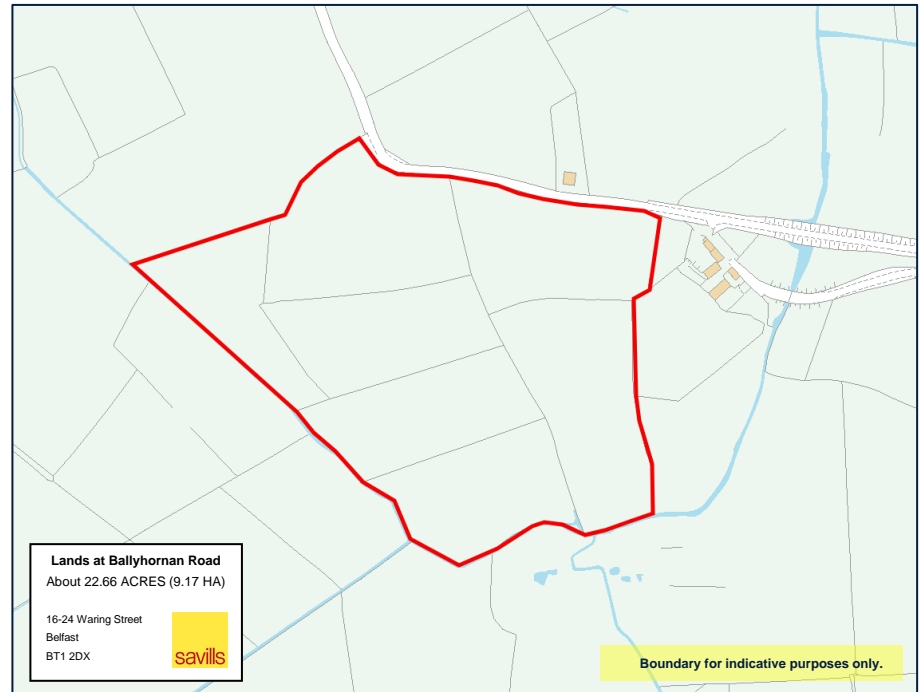 Lands at Ballyhornan Road
About 22.66 ACRES (9.17 HA)
16-24 Waring Street
Belfast
BT1 2DX
savills
Boundary for indicative purposes only.